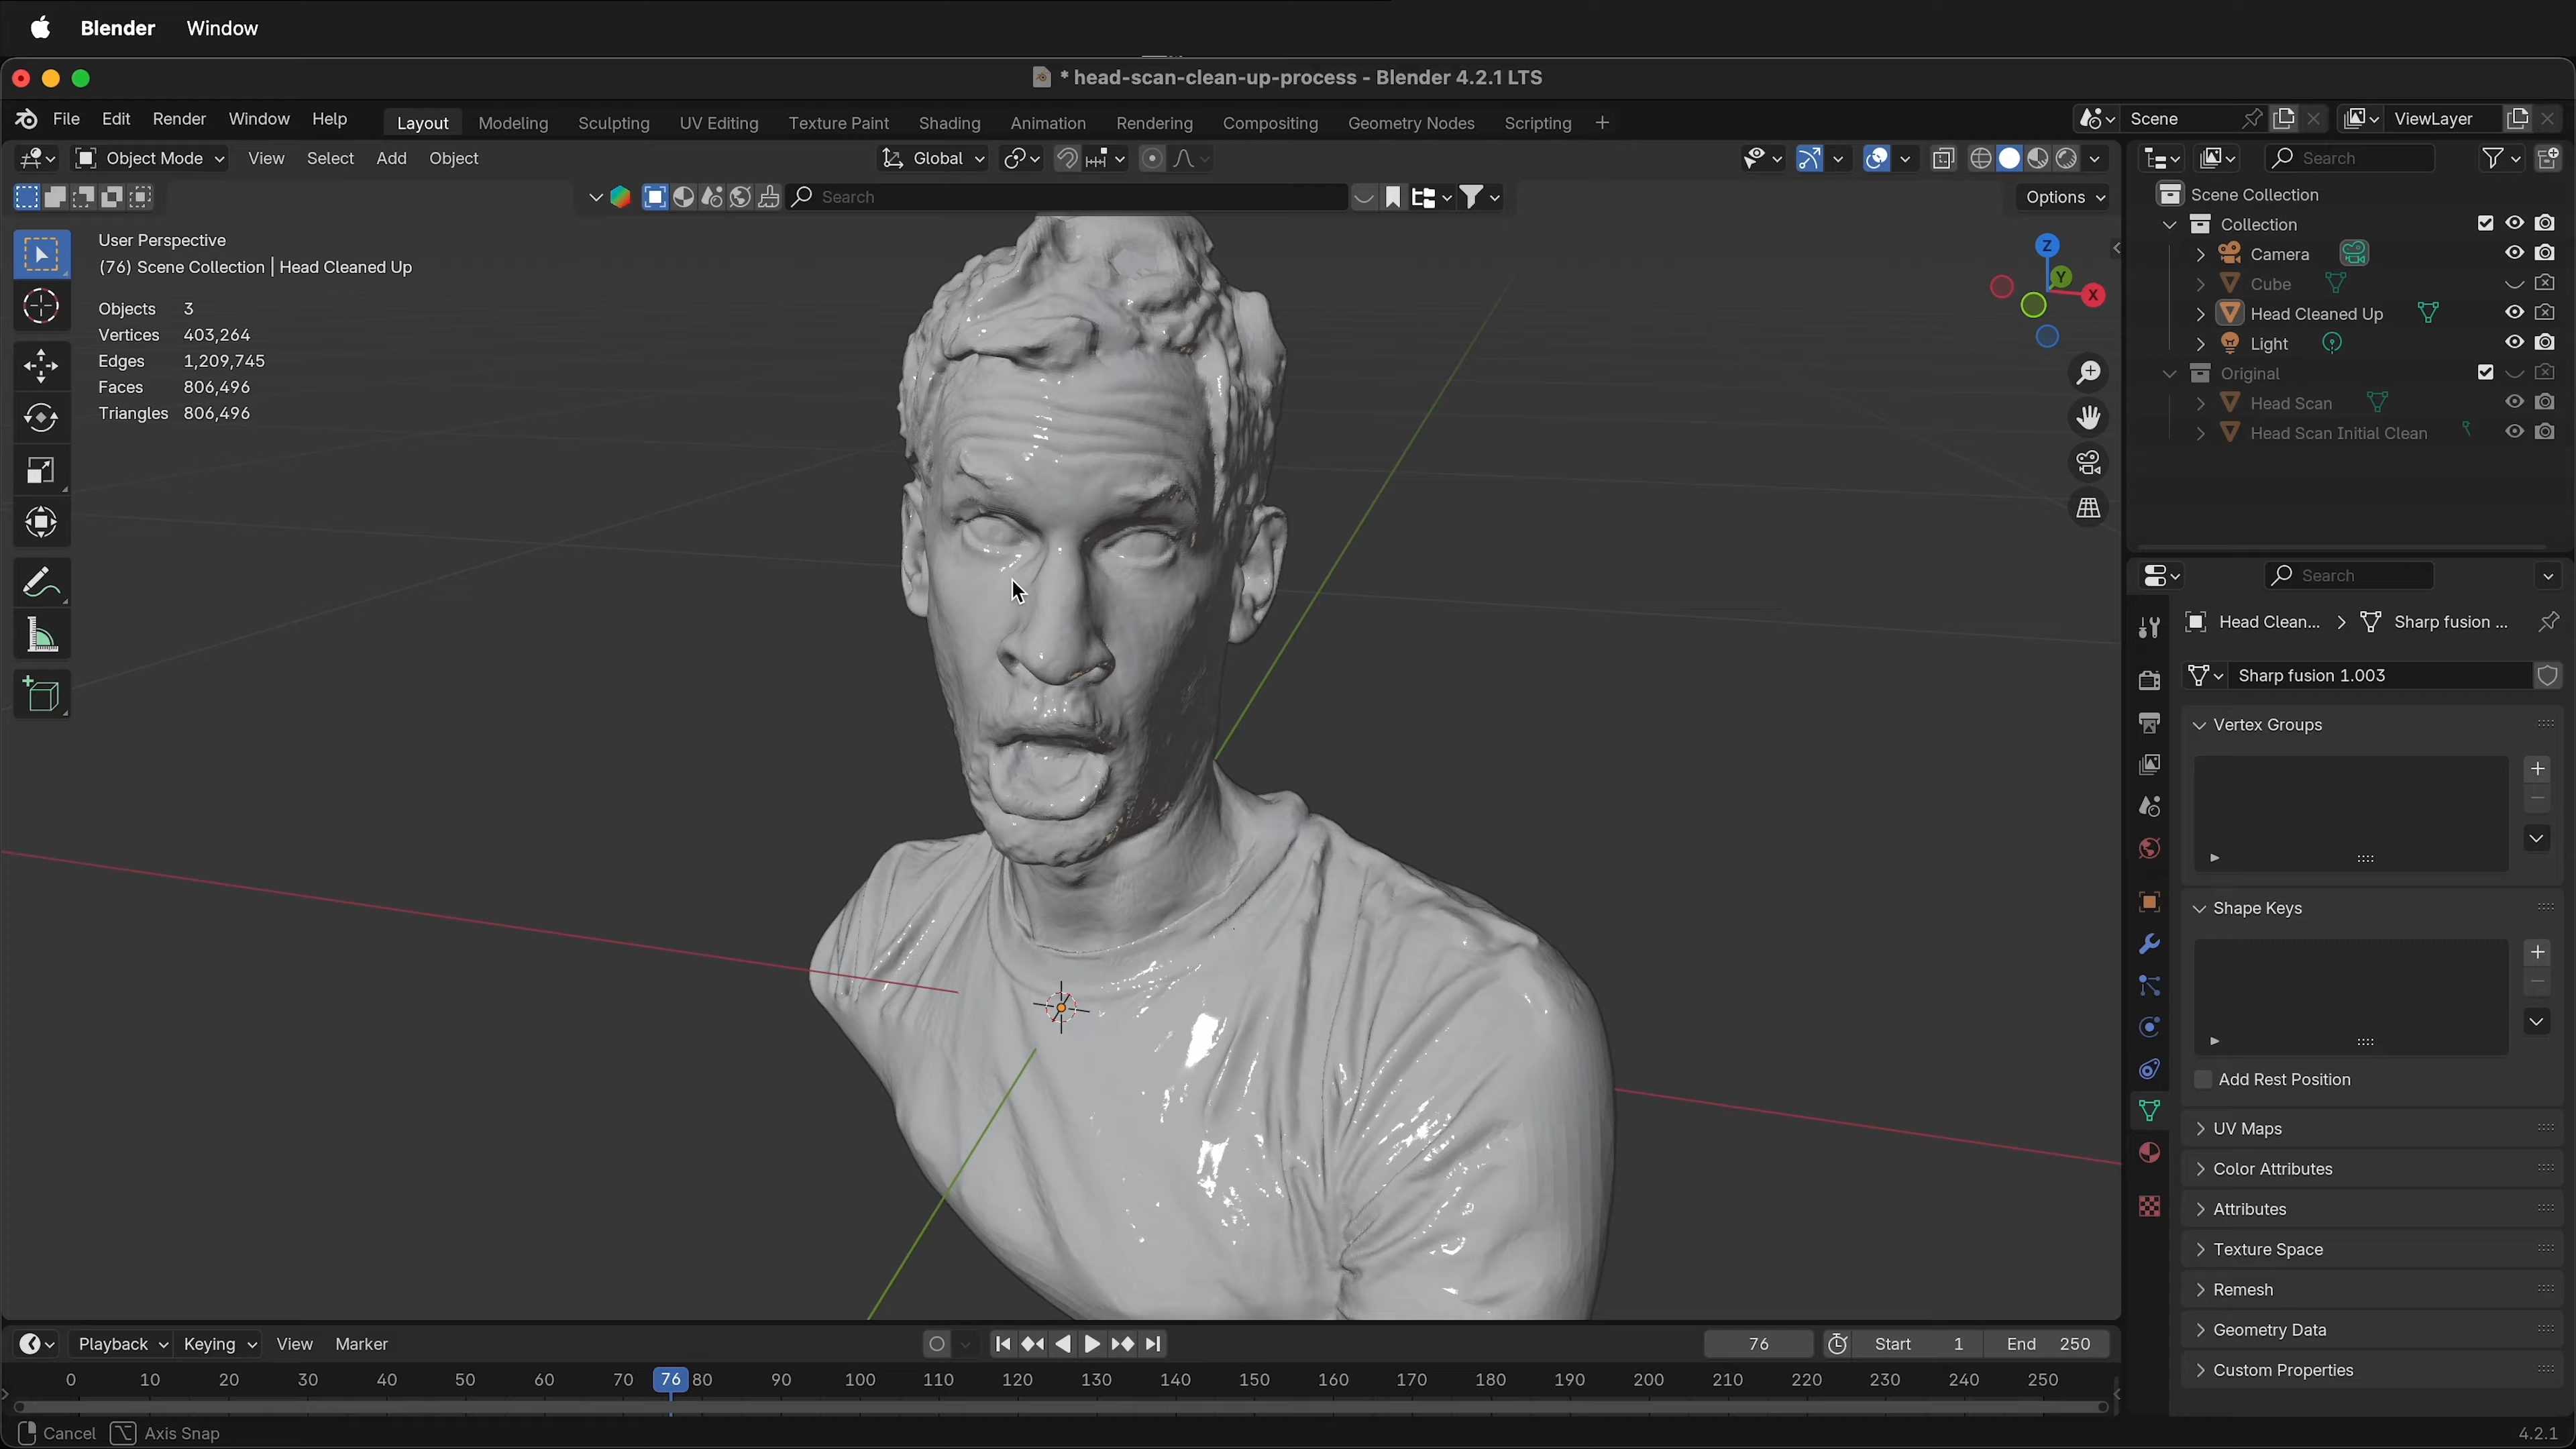 Blender Window
* head-scan-clean-up-process - Blender 4.2.1 LTS
File Edit Render Window Help Layout Modeling Sculpting UV Editing Texture Paint Shading Animation Rendering Compositing Geometry Nodes Scripting + Scene ViewLayer
Object Mode View Select Add Object Global Search
Search Options
User Perspective
(76) Scene Collection | Head Cleaned Up
Objects 3
Vertices 403,264
Edges 1,209,745
Faces 806,496
Triangles 806,496
Z
Y
X
Scene Collection
Collection
Camera
Cube
Head Cleaned Up
Light
Original
Head Scan
Head Scan Initial Clean
Search
Head Clean... > Sharp fusion ...
Sharp fusion 1.003
Vertex Groups
Shape Keys
Add Rest Position
UV Maps
Color Attributes
Attributes
Texture Space
Remesh
Geometry Data
Custom Properties
Playback Keying View Marker 76 Start 1 End 250
0 10 20 30 40 50 60 70 76 80 90 100 110 120 130 140 150 160 170 180 190 200 210 220 230 240 250
Cancel Axis Snap 4.2.1